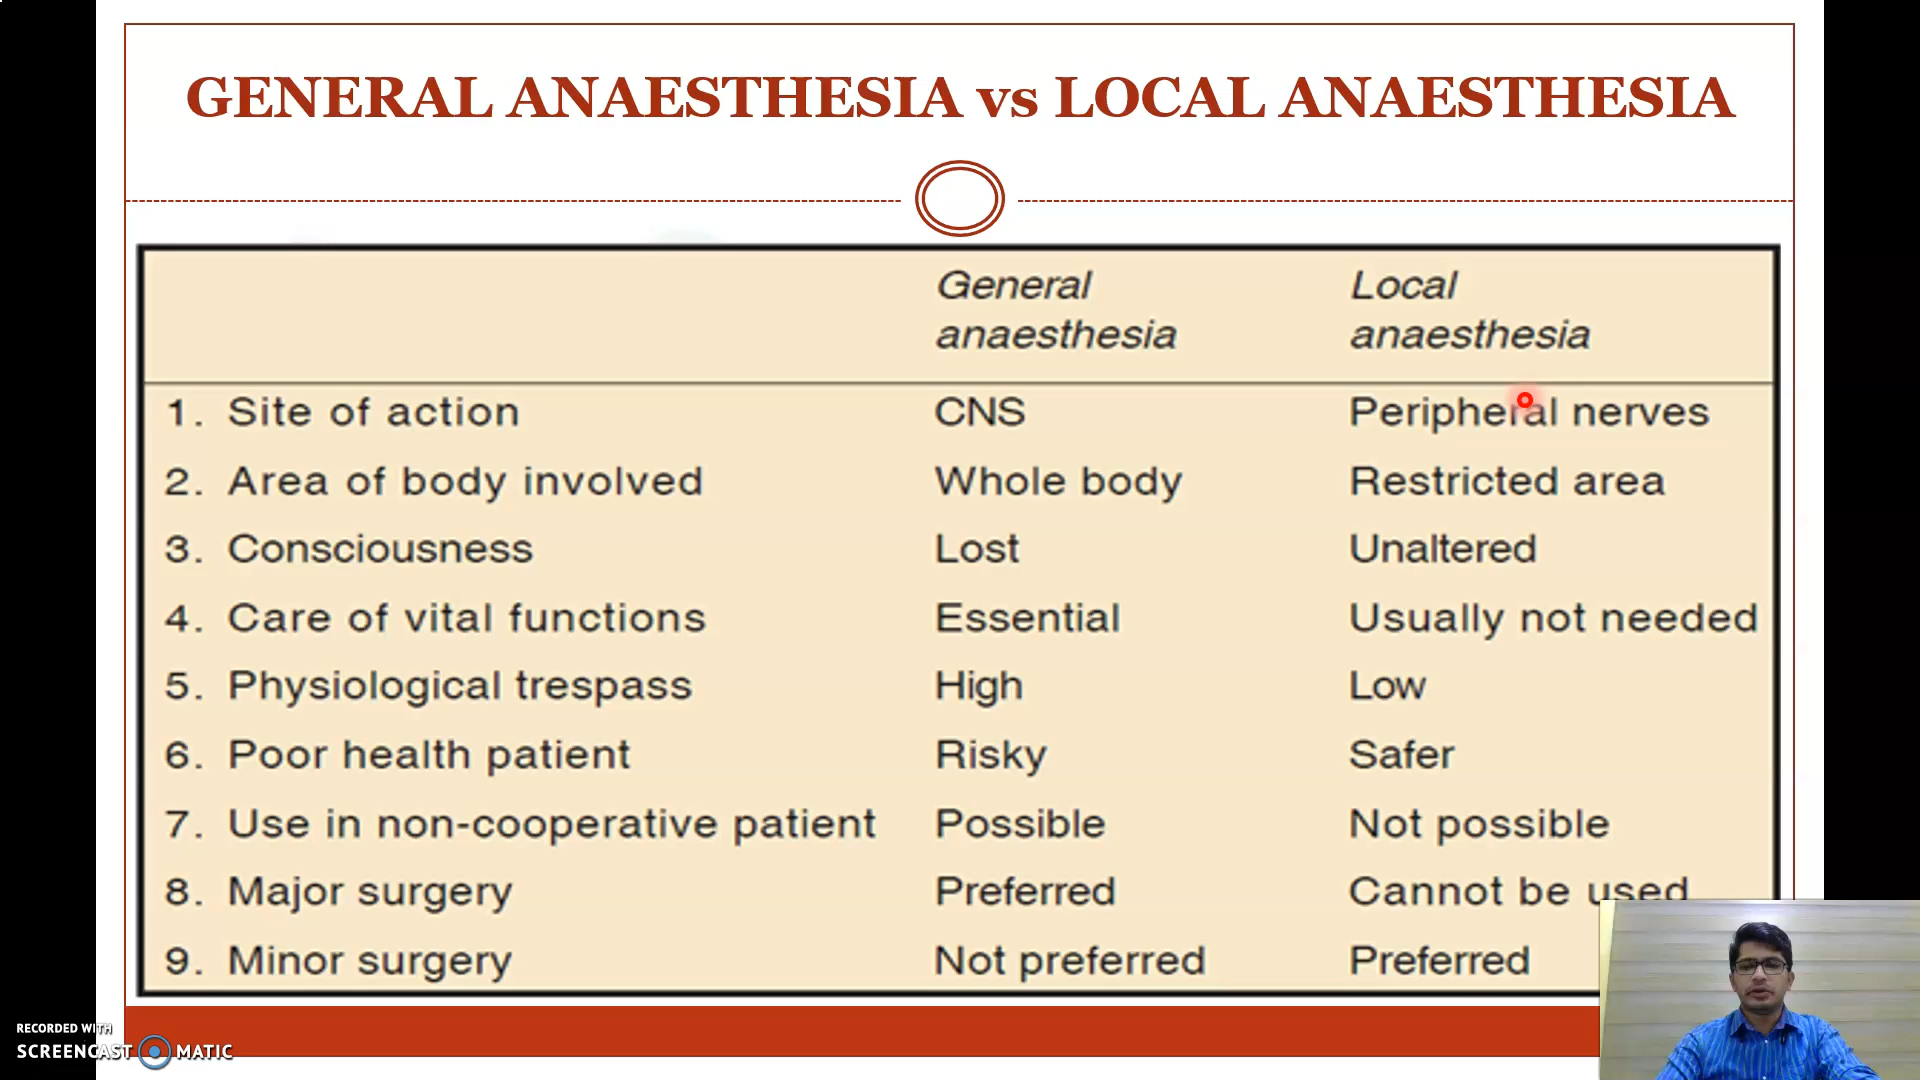 GENERAL ANAESTHESIA vs LOCAL ANAESTHESIA
General anaesthesia Local anaesthesia
1. Site of action CNS Peripheral nerves
2. Area of body involved Whole body Restricted area
3. Consciousness Lost Unaltered
4. Care of vital functions Essential Usually not needed
5. Physiological trespass High Low
6. Poor health patient Risky Safer
7. Use in non-cooperative patient Possible Not possible
8. Major surgery Preferred Cannot be used
9. Minor surgery Not preferred Preferred
RECORDED WITH
SCREENCAST MATIC